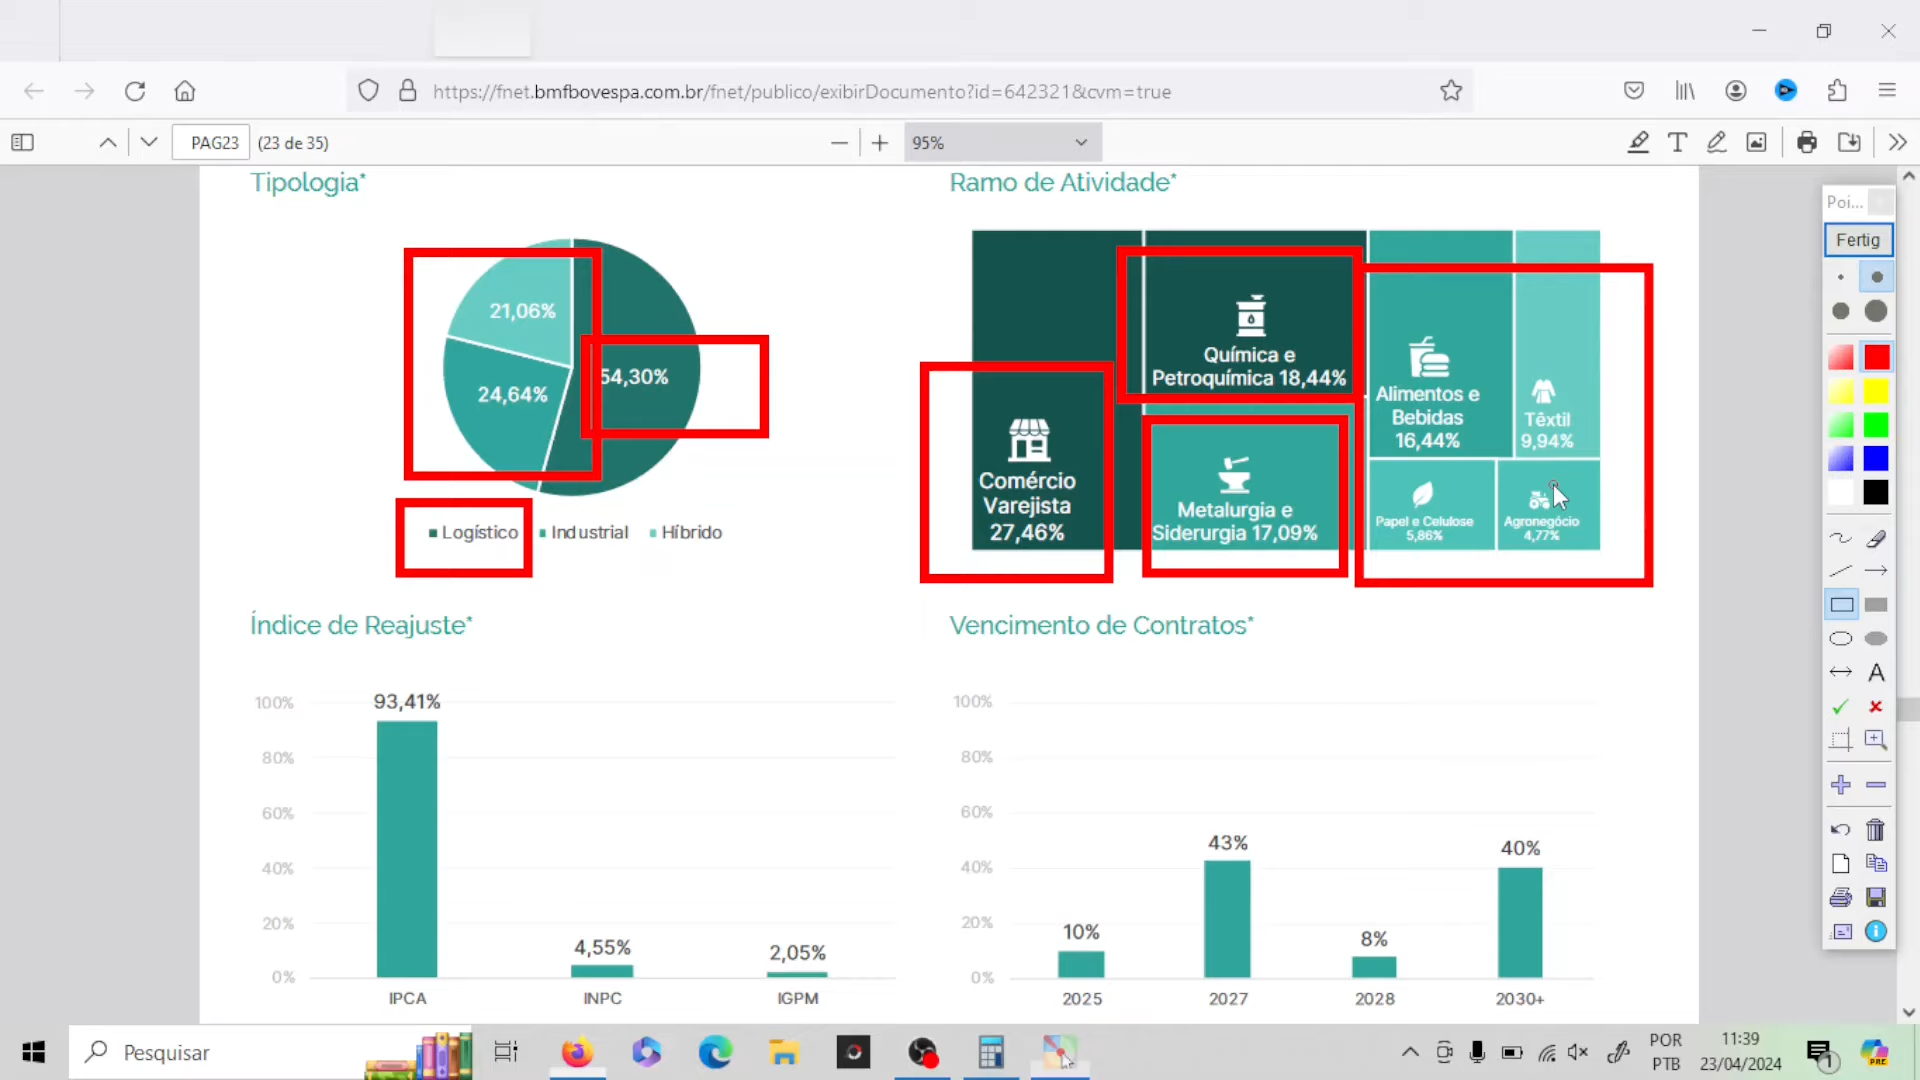 https://fnet.bmfbovespa.com.br/fnet/publico/exibirDocumento?id=642321&cvm=true
PAG23
(23 de 35)
95%
Tipologia*
21,06%
54,30%
24,64%
Logístico
Industrial
Híbrido
Ramo de Atividade*
Química e
Petroquímica 18,44%
Comércio
Varejista
27,46%
Metalurgia e
Siderurgia 17,09%
Alimentos e
Bebidas
16,44%
Têxtil
9,94%
Papel e Celulose
5,86%
Agronegócio
4,77%
Poi...
Fertig
A
Índice de Reajuste*
100%
80%
60%
40%
20%
0%
93,41%
4,55%
2,05%
IPCA
INPC
IGPM
Vencimento de Contratos*
100%
80%
60%
40%
20%
0%
10%
43%
8%
40%
2025
2027
2028
2030+
Pesquisar
POR
PTB
11:39
23/04/2024
1
PRE